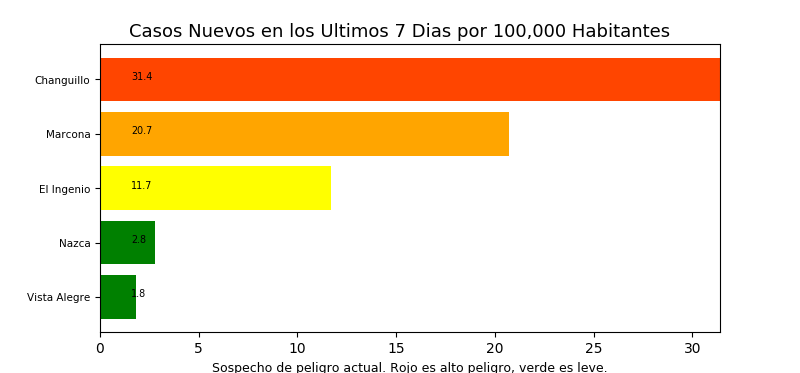 Casos Nuevos en los Ultimos 7 Dias por 100,000 Habitantes
Changuillo 31.4
Marcona 20.7
El Ingenio 11.7
Nazca 2.8
Vista Alegre 1.8
0 5 10 15 20 25 30
Sospecho de peligro actual. Rojo es alto peligro, verde es leve.